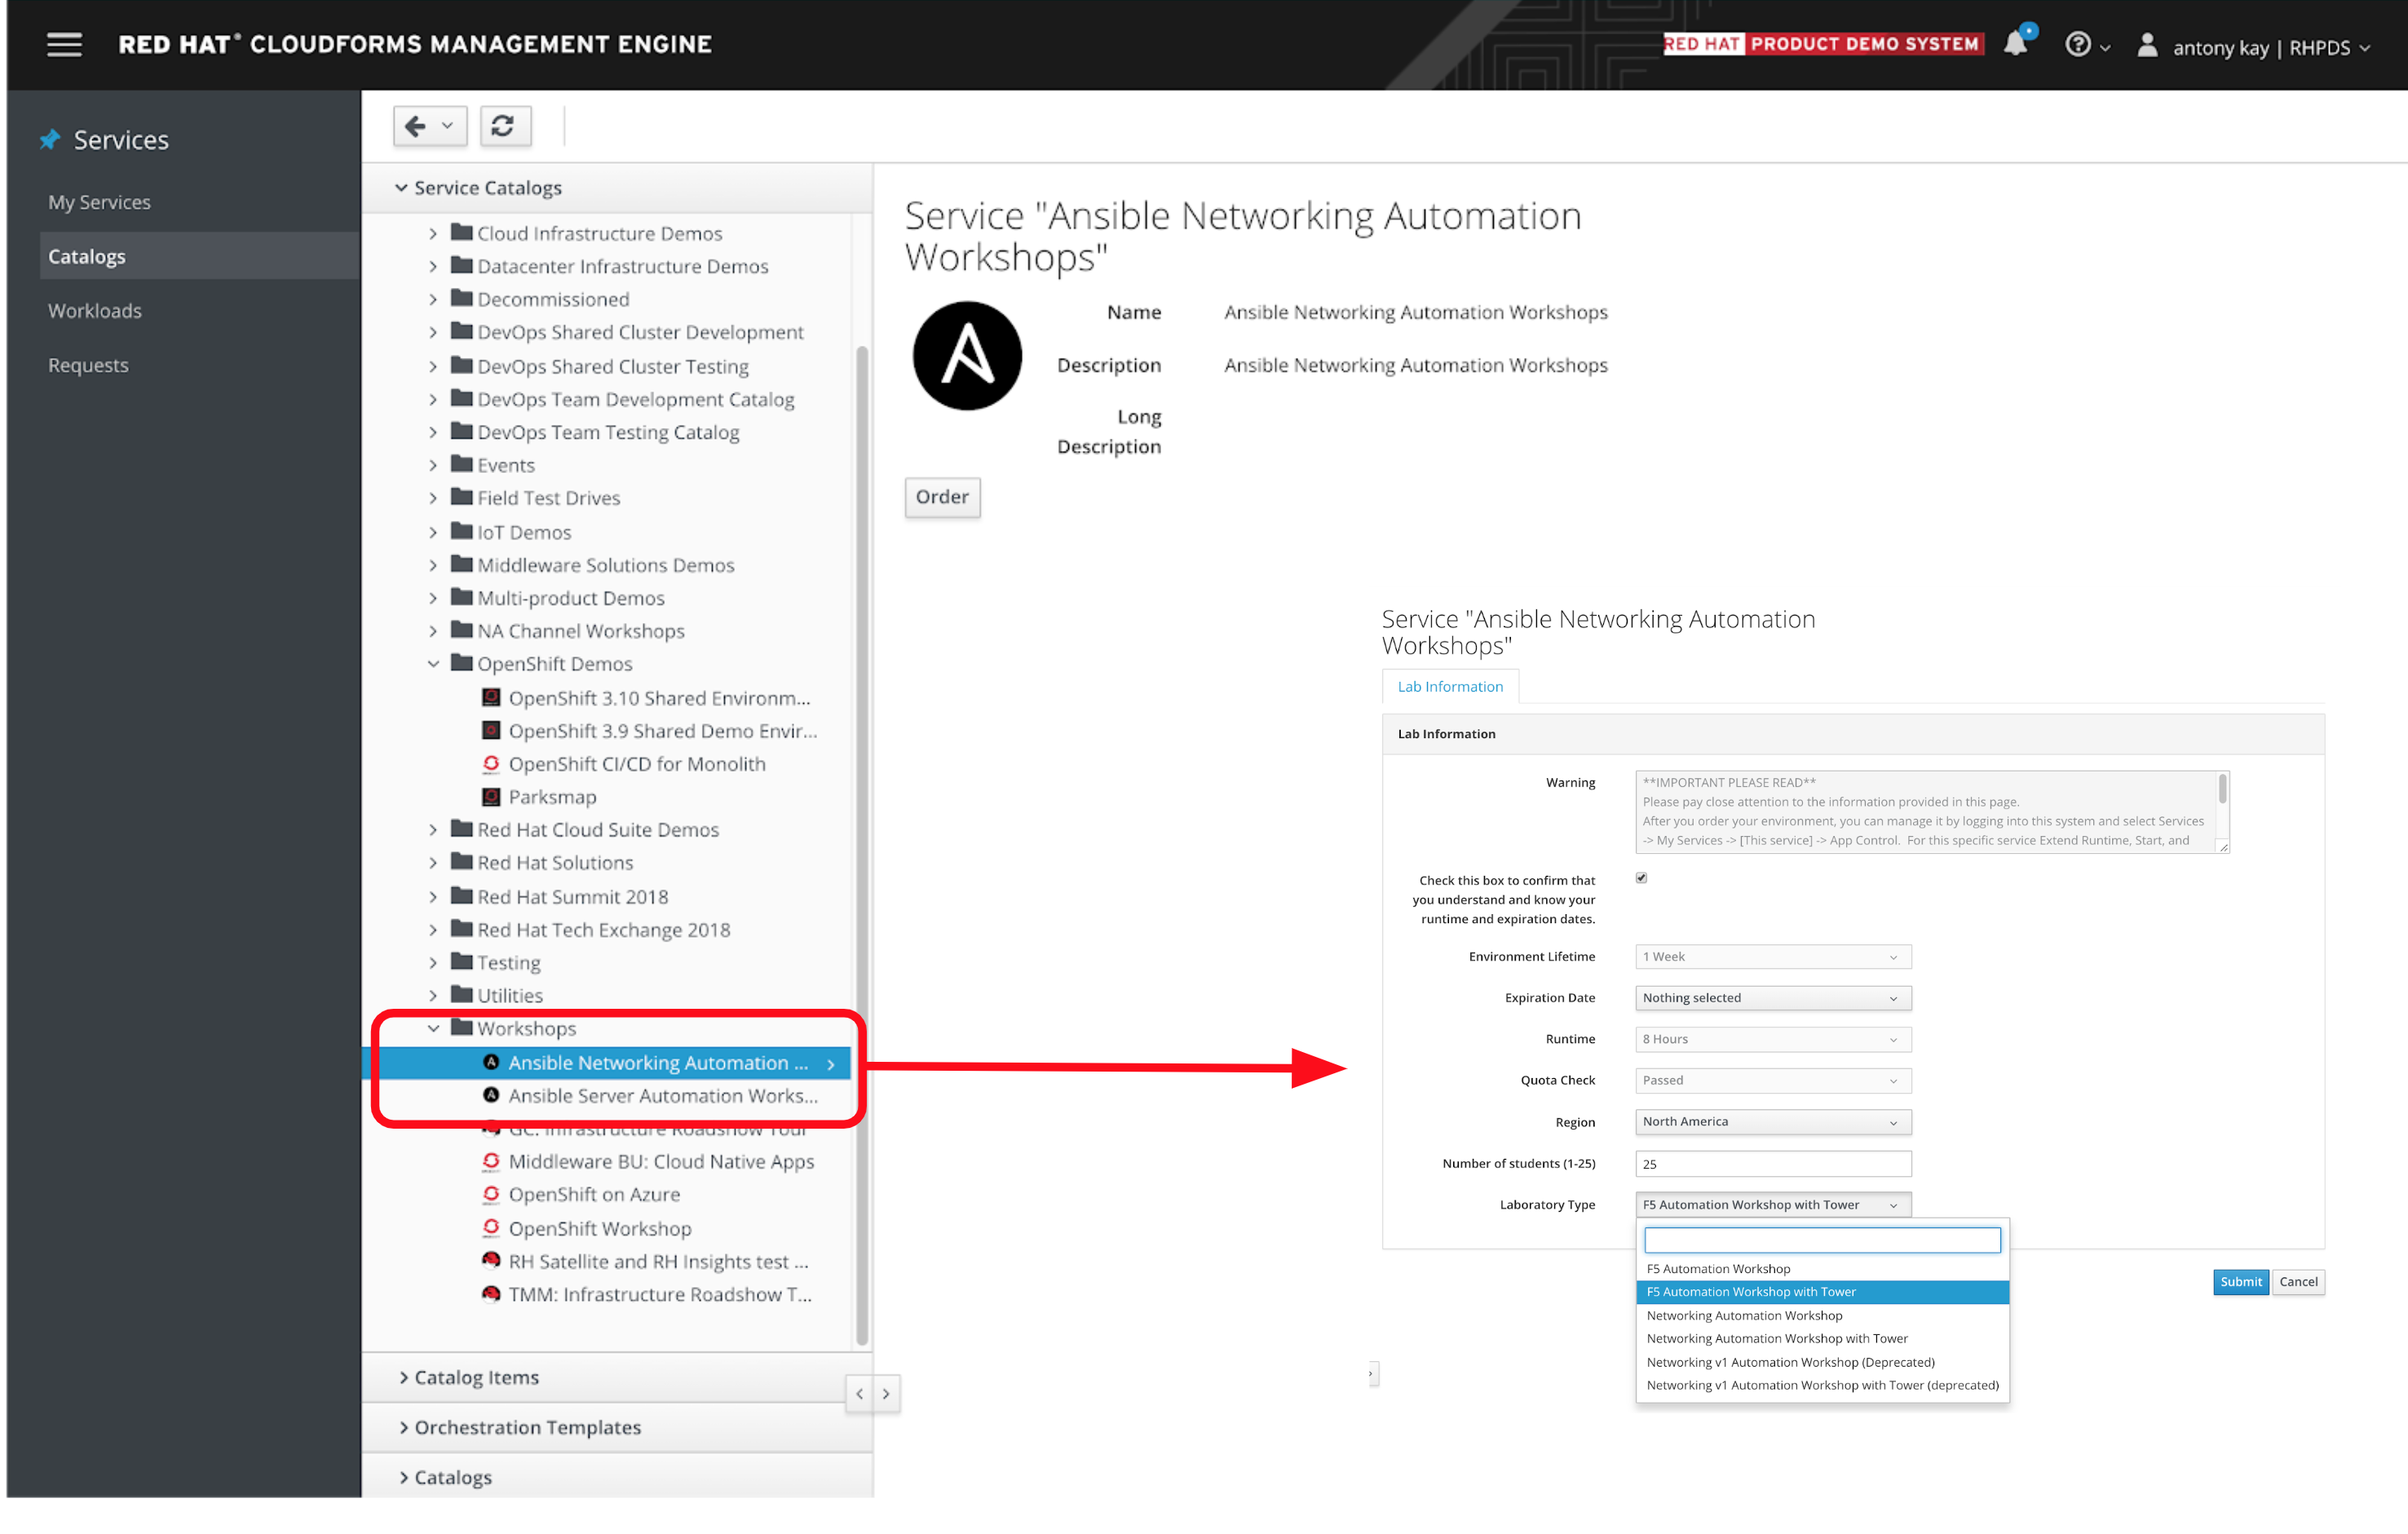 RED HAT® CLOUDFORMS MANAGEMENT ENGINE
RED HAT PRODUCT DEMO SYSTEM
antony kay | RHPDS
Services
My Services
Catalogs
Workloads
Requests
Service Catalogs
Cloud Infrastructure Demos
Datacenter Infrastructure Demos
Decommissioned
DevOps Shared Cluster Development
DevOps Shared Cluster Testing
DevOps Team Development Catalog
DevOps Team Testing Catalog
Events
Field Test Drives
IoT Demos
Middleware Solutions Demos
Multi-product Demos
NA Channel Workshops
OpenShift Demos
OpenShift 3.10 Shared Environm...
OpenShift 3.9 Shared Demo Envir...
OpenShift CI/CD for Monolith
Parksmap
Red Hat Cloud Suite Demos
Red Hat Solutions
Red Hat Summit 2018
Red Hat Tech Exchange 2018
Testing
Utilities
Workshops
Ansible Networking Automation ...
Ansible Server Automation Works...
GC: Infrastructure Roadshow Tour
Middleware BU: Cloud Native Apps
OpenShift on Azure
OpenShift Workshop
RH Satellite and RH Insights test ...
TMM: Infrastructure Roadshow T...
Catalog Items
Orchestration Templates
Catalogs
Service "Ansible Networking Automation
Workshops"
Name Ansible Networking Automation Workshops
Description Ansible Networking Automation Workshops
Long
Description
Order
Service "Ansible Networking Automation
Workshops"
Lab Information
Lab Information
Warning
**IMPORTANT PLEASE READ**
Please pay close attention to the information provided in this page.
After you order your environment, you can manage it by logging into this system and select Services
-> My Services -> [This service] -> App Control. For this specific service Extend Runtime, Start, and
Check this box to confirm that
you understand and know your
runtime and expiration dates.
Environment Lifetime 1 Week
Expiration Date Nothing selected
Runtime 8 Hours
Quota Check Passed
Region North America
Number of students (1-25) 25
Laboratory Type F5 Automation Workshop with Tower
F5 Automation Workshop
F5 Automation Workshop with Tower
Networking Automation Workshop
Networking Automation Workshop with Tower
Networking v1 Automation Workshop (Deprecated)
Networking v1 Automation Workshop with Tower (deprecated)
Submit Cancel